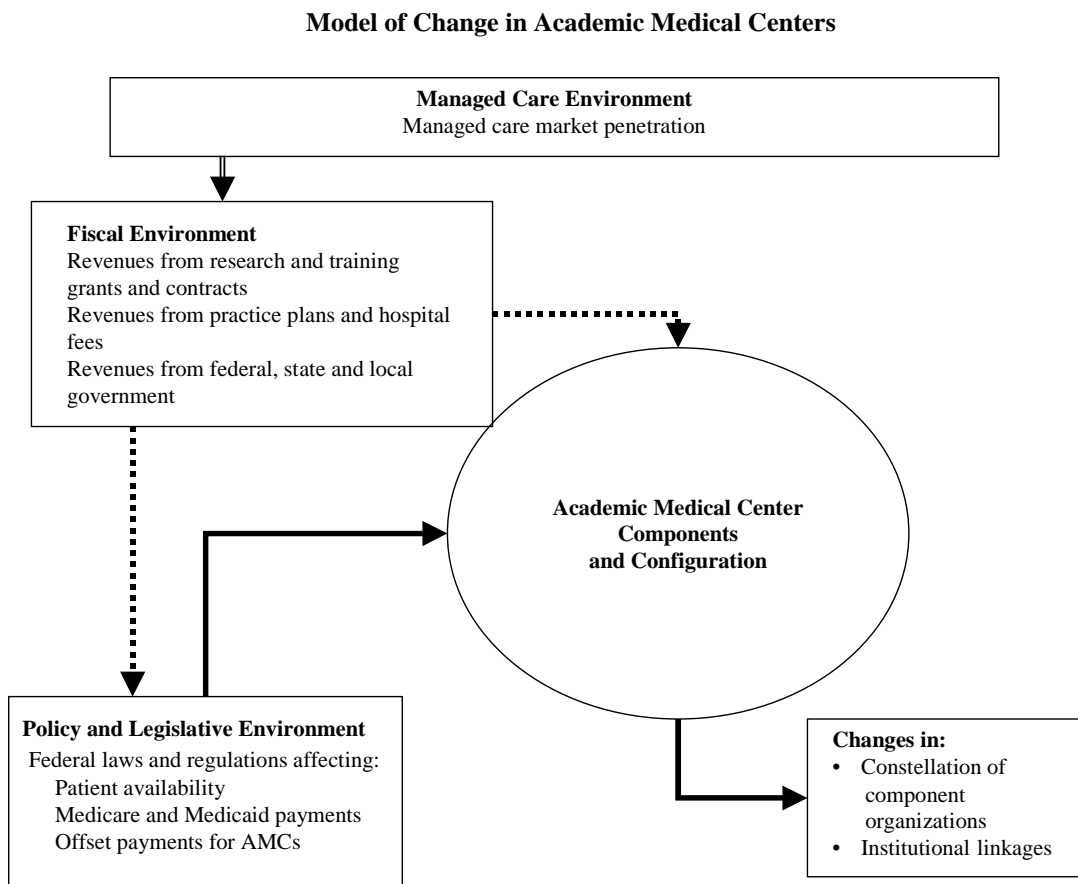 Model of Change in Academic Medical Centers
Managed Care Environment
Managed care market penetration
Fiscal Environment
Revenues from research and training
grants and contracts
Revenues from practice plans and hospital
fees
Revenues from federal, state and local
government
Academic Medical Center
Components
and Configuration
Policy and Legislative Environment
Federal laws and regulations affecting:
Patient availability
Medicare and Medicaid payments
Offset payments for AMCs
Changes in:
• Constellation of
component
organizations
• Institutional linkages